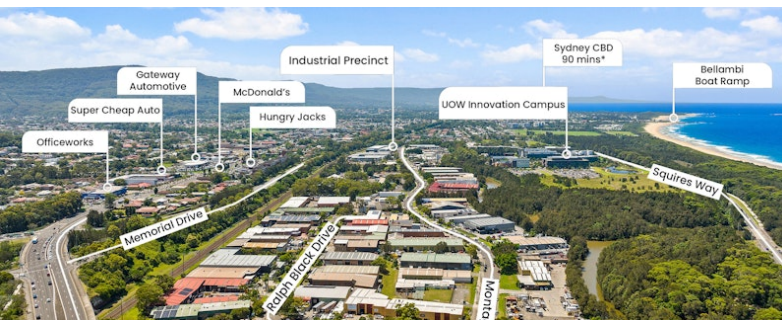 Sydney CBD
90 mins*
Industrial Precinct
Bellambi
Boat Ramp
Gateway
Automotive
McDonald's
UOW Innovation Campus
Super Cheap Auto
Hungry Jacks
Officeworks
Squires Way
Memorial Drive
Ralph Black Drive